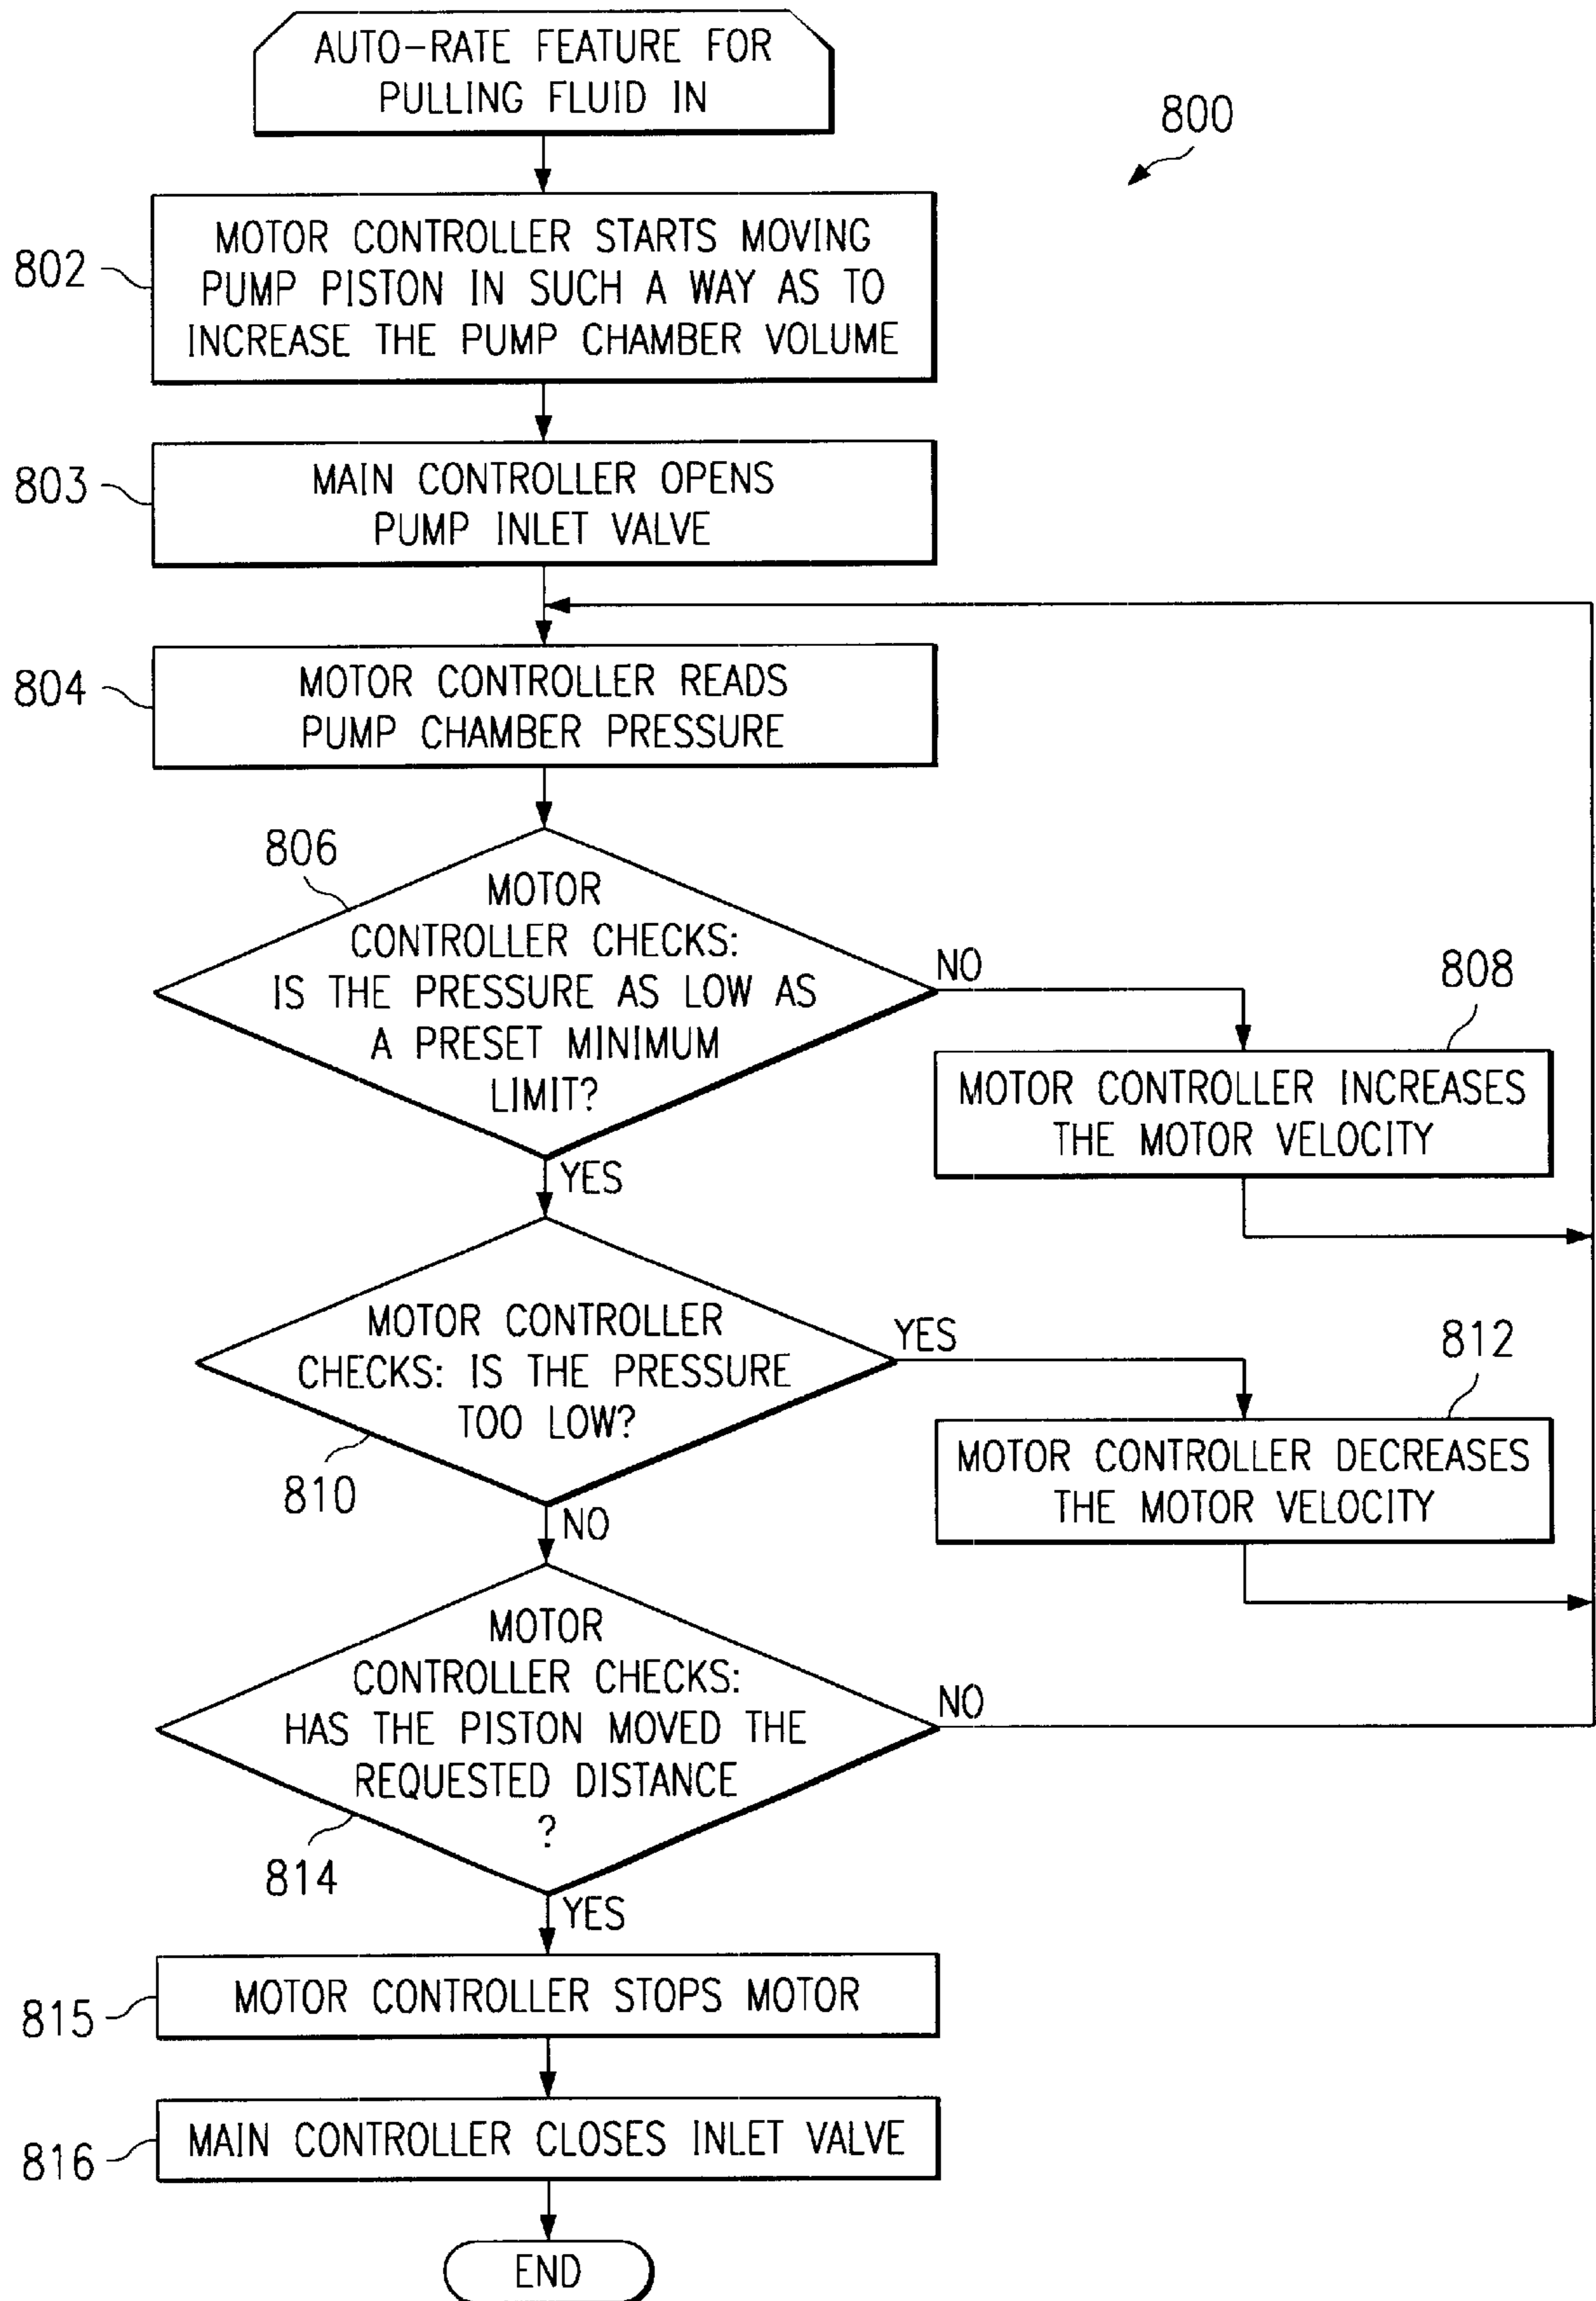 AUTO-RATE FEATURE FOR
PULLING FLUID IN
800
802
MOTOR CONTROLLER STARTS MOVING
PUMP PISTON IN SUCH A WAY AS TO
INCREASE THE PUMP CHAMBER VOLUME
803
MAIN CONTROLLER OPENS
PUMP INLET VALVE
804
MOTOR CONTROLLER READS
PUMP CHAMBER PRESSURE
806
MOTOR
CONTROLLER CHECKS:
IS THE PRESSURE AS LOW AS
A PRESET MINIMUM
LIMIT?
NO
808
MOTOR CONTROLLER INCREASES
THE MOTOR VELOCITY
YES
MOTOR CONTROLLER
CHECKS: IS THE PRESSURE
TOO LOW?
810
YES
812
MOTOR CONTROLLER DECREASES
THE MOTOR VELOCITY
NO
MOTOR
CONTROLLER CHECKS:
HAS THE PISTON MOVED THE
REQUESTED DISTANCE
?
814
NO
YES
815
MOTOR CONTROLLER STOPS MOTOR
816
MAIN CONTROLLER CLOSES INLET VALVE
END